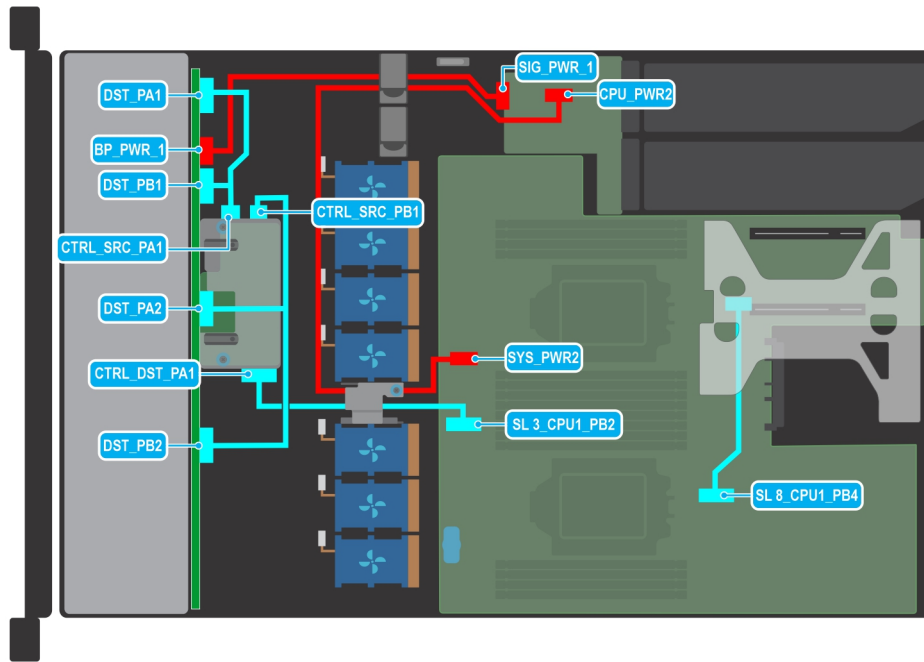 SIG_PWR_1
DST_PA1
CPU_PWR2
BP_PWR_1
DST_PB1
CTRL_SRC_PB1
CTRL_SRC_PA1
DST_PA2
SYS_PWR2
CTRL_DST_PA1
SL 3_CPU1_PB2
DST_PB2
SL 8_CPU1_PB4